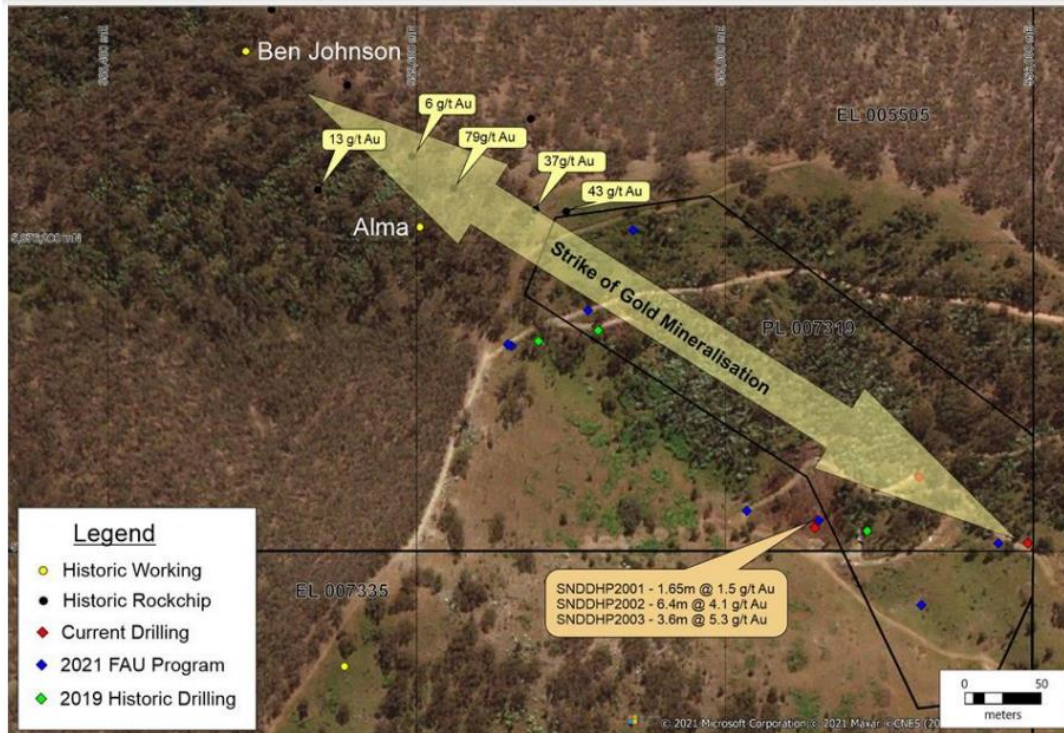 Ben Johnson
EL 005505
6 g/t Au
79g/t Au
13 g/t Au
37g/t Au
43 g/t Au
Alma
Strike of Gold Mineralisation
PL 007319
Legend
Historic Working
Historic Rockchip
Current Drilling
2021 FAU Program
2019 Historic Drilling
EL 007335
SNDDHP2001 - 1.65m @ 1.5 g/t Au
SNDDHP2002 - 6.4m @ 4.1 g/t Au
SNDDHP2003 - 3.6m @ 5.3 g/t Au
0 50
meters
© 2021 Microsoft Corporation © 2021 Maxar ©CNES (20